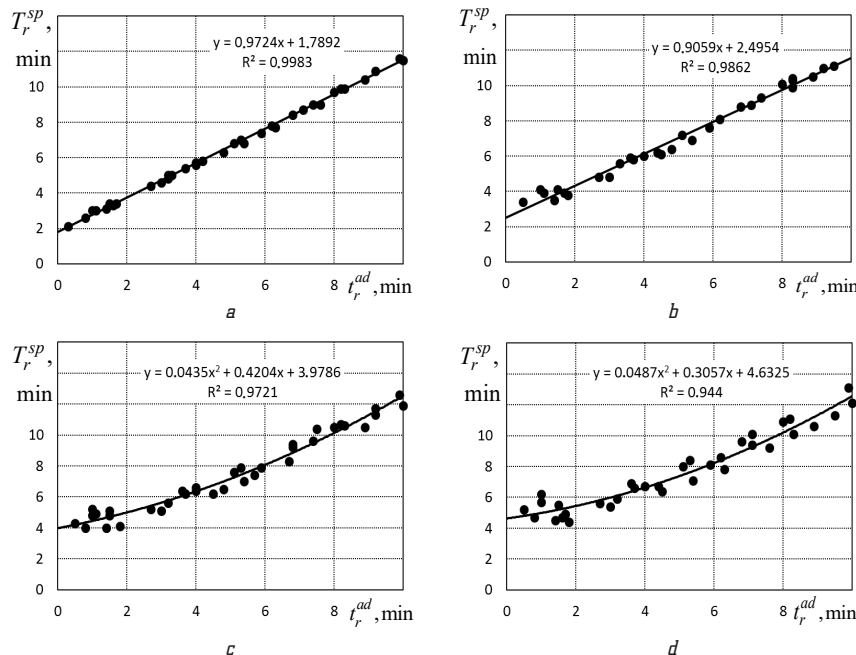 T_r^{sp}, min
y = 0,9724x + 1,7892
R² = 0,9983
10
8
6
4
2
0
0 2 4 6 8 t_r^{ad}, min
a
T_r^{sp}, min
y = 0,9059x + 2,4954
R² = 0,9862
10
8
6
4
2
0
0 2 4 6 8 t_r^{ad}, min
b
T_r^{sp}, min
y = 0.0435x² + 0,4204x + 3,9786
R² = 0,9721
10
8
6
4
2
0
0 2 4 6 8 t_r^{ad}, min
c
T_r^{sp}, min
y = 0.0487x² + 0.3057x + 4.6325
R² = 0.944
10
8
6
4
2
0
0 2 4 6 8 t_r^{ad}, min
d